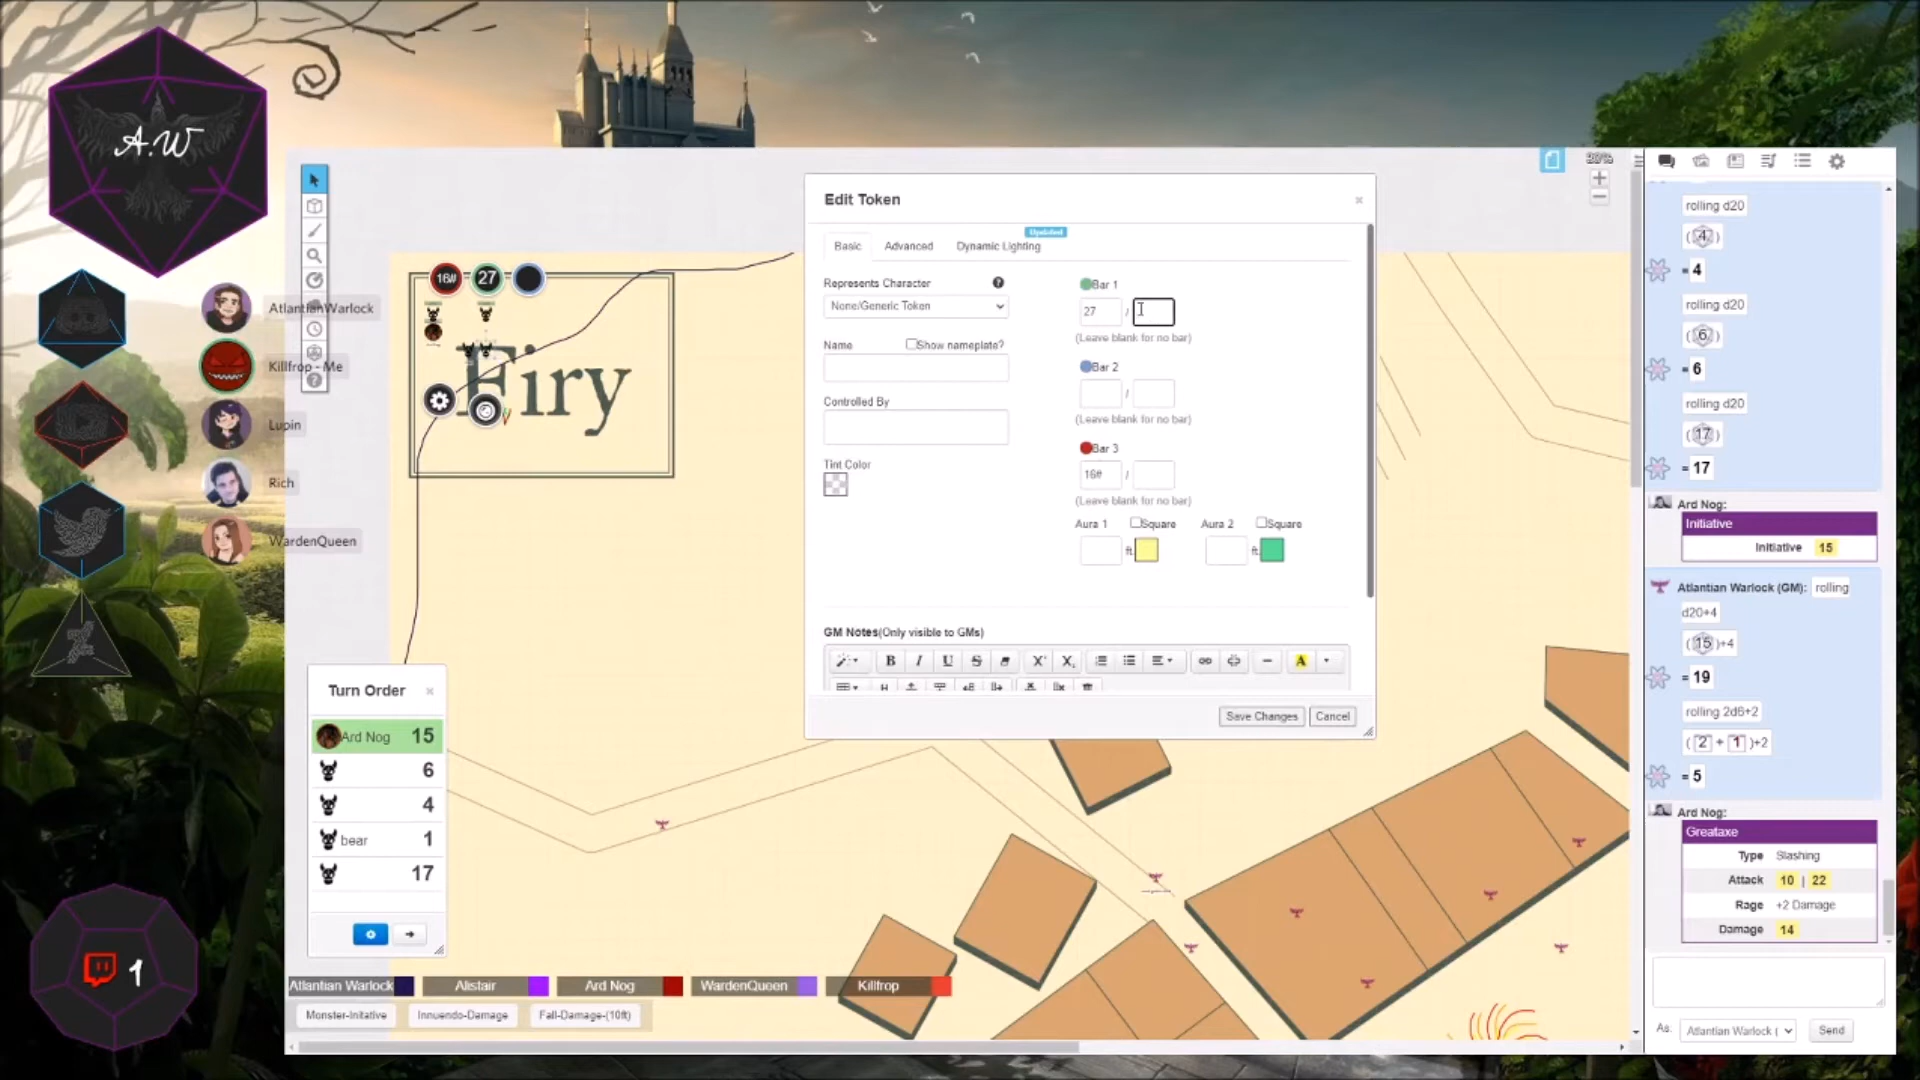 A.W
AtlantianWarlock
Killfrop - Me
Lupin
Rich
WardenQueen
1
16#
27
Firy
Turn Order
×
Ard Nog 15
6
4
bear 1
17
Atlantian Warlock
Alistair
Ard Nog
WardenQueen
Killfrop
Monster-Initative
Innuendo-Damage
Fall-Damage-(10ft)
Edit Token
×
Updated
Basic
Advanced
Dynamic Lighting
Represents Character
None/Generic Token
Name
Show nameplate?
Controlled By
Tint Color
Bar 1
27 /
(Leave blank for no bar)
Bar 2
/
(Leave blank for no bar)
Bar 3
16# /
(Leave blank for no bar)
Aura 1
Square
Aura 2
Square
ft.
ft.
GM Notes(Only visible to GMs)
Save Changes
Cancel
rolling d20
(4)
= 4
rolling d20
(6)
= 6
rolling d20
(17)
= 17
Ard Nog:
Initiative
Initiative 15
Atlantian Warlock (GM): rolling
d20+4
(15)+4
= 19
rolling 2d6+2
(2 + 1)+2
= 5
Ard Nog:
Greataxe
Type Slashing
Attack 10 | 22
Rage +2 Damage
Damage 14
As: Atlantian Warlock (
Send